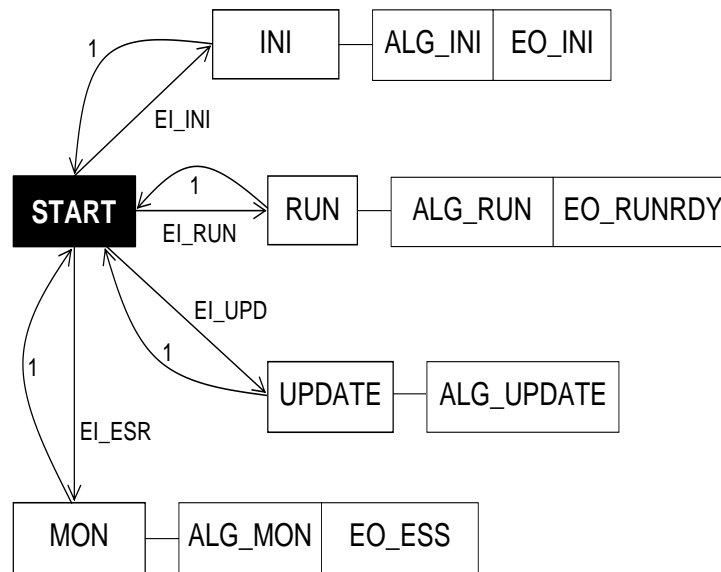 1
INI
ALG_INI
EO_INI
EI_INI
START
1
EI_RUN
RUN
ALG_RUN
EO_RUNRDY
EI_UPD
1
UPDATE
ALG_UPDATE
1
EI_ESR
MON
ALG_MON
EO_ESS